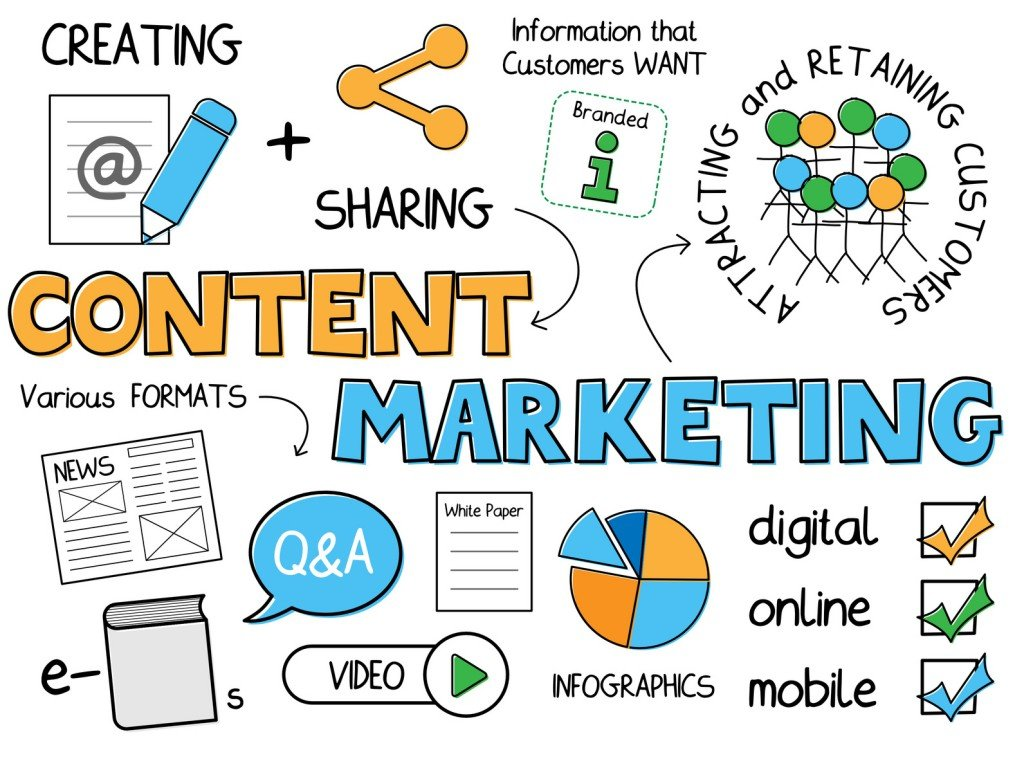 CREATING
@
+
SHARING
Information that
Customers WANT
Branded
i
ATTRACTING and RETAINING CUSTOMERS
CONTENT
MARKETING
Various FORMATS
NEWS
Q&A
White Paper
e-
s
VIDEO
INFOGRAPHICS
digital
online
mobile